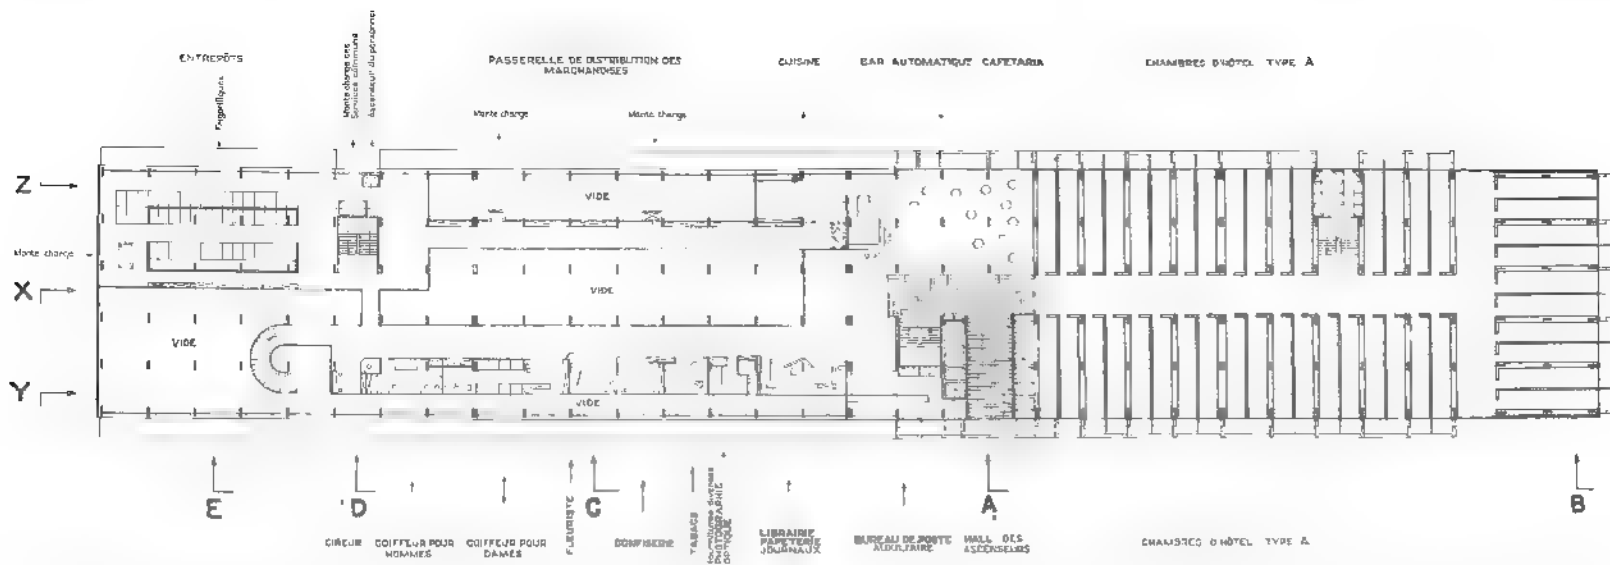 ENTREPÔTS
Frigorifiques
Monte charge des
Services communs
Ascenseur du personnel
PASSERELLE DE DISTRIBUTION DES
MARCHANDISES
Monte charge
Monte charge
CUISINE
BAR AUTOMATIQUE CAFETARIA
CHAMBRES D'HÔTEL TYPE A
Z
VIDE
Monte charge
X
VIDE
VIDE
Y
VIDE
E
D
C
A
B
CIREUR
COIFFEUR POUR
HOMMES
COIFFEUR POUR
DAMES
FLEURISTE
CONFISERIE
TABACS
fournitures diverses
PHOTOGRAPHIE
OPTIQUE
LIBRAIRIE
PAPETERIE
JOURNAUX
BUREAU DE POSTE
AUXILIAIRE
HALL DES
ASCENSEURS
CHAMBRES D'HÔTEL TYPE A